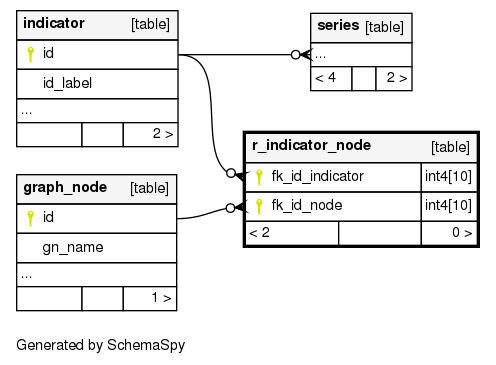 indicator [table]
id
id_label
...
2 >
series [table]
...
< 4 2 >
r_indicator_node [table]
fk_id_indicator int4[10]
fk_id_node int4[10]
< 2 0 >
graph_node [table]
id
gn_name
...
1 >
Generated by SchemaSpy